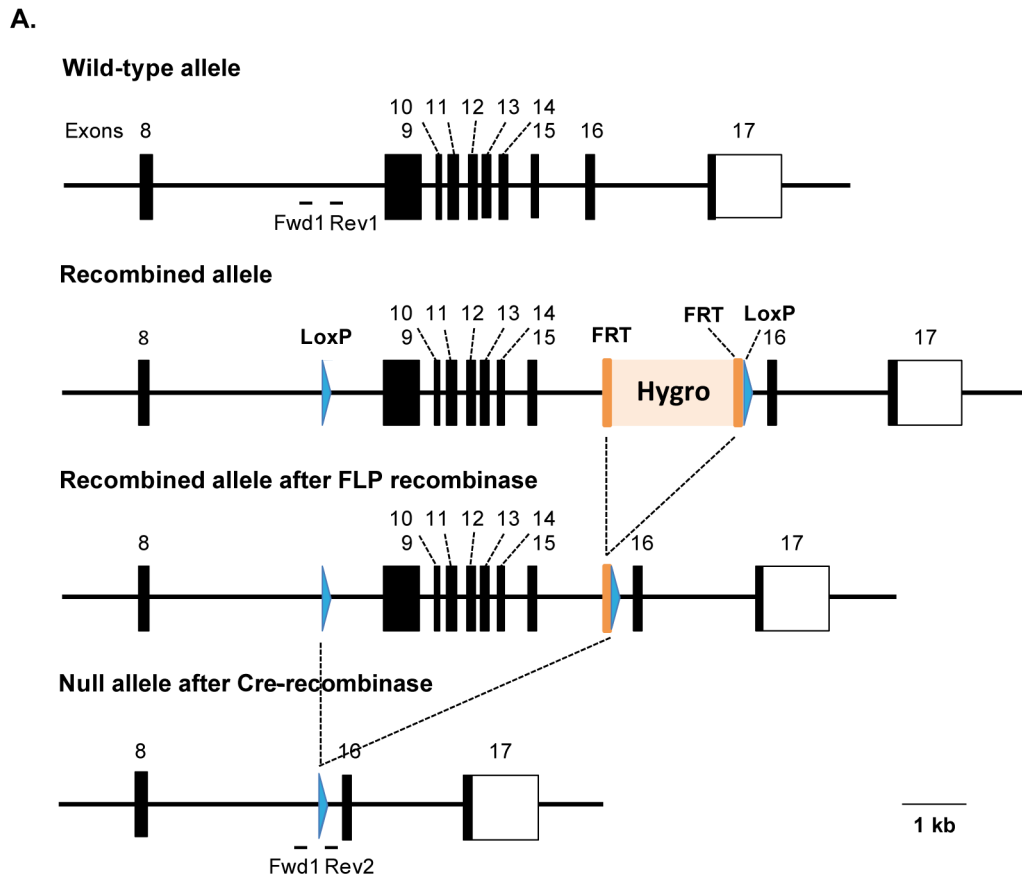 A.
Wild-type allele
10 11 12 13 14
Exons 8 9 15 16 17
Fwd1 Rev1
Recombined allele
10 11 12 13 14 FRT LoxP
8 LoxP 9 15 FRT 16 17
Hygro
Recombined allele after FLP recombinase
10 11 12 13 14
8 9 15 16 17
Null allele after Cre-recombinase
8 16 17
1 kb
Fwd1 Rev2